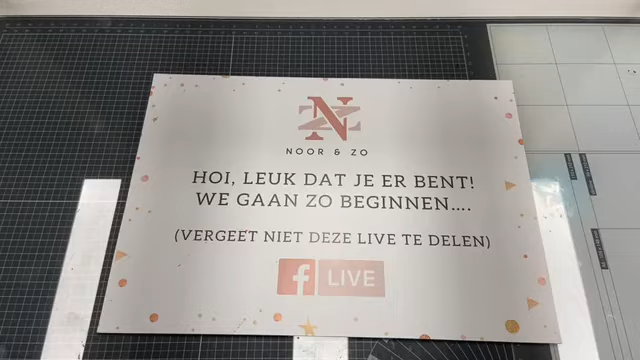 NZ
NOOR & ZO
HOI, LEUK DAT JE ER BENT!
WE GAAN ZO BEGINNEN....
(VERGEET NIET DEZE LIVE TE DELEN)
f LIVE